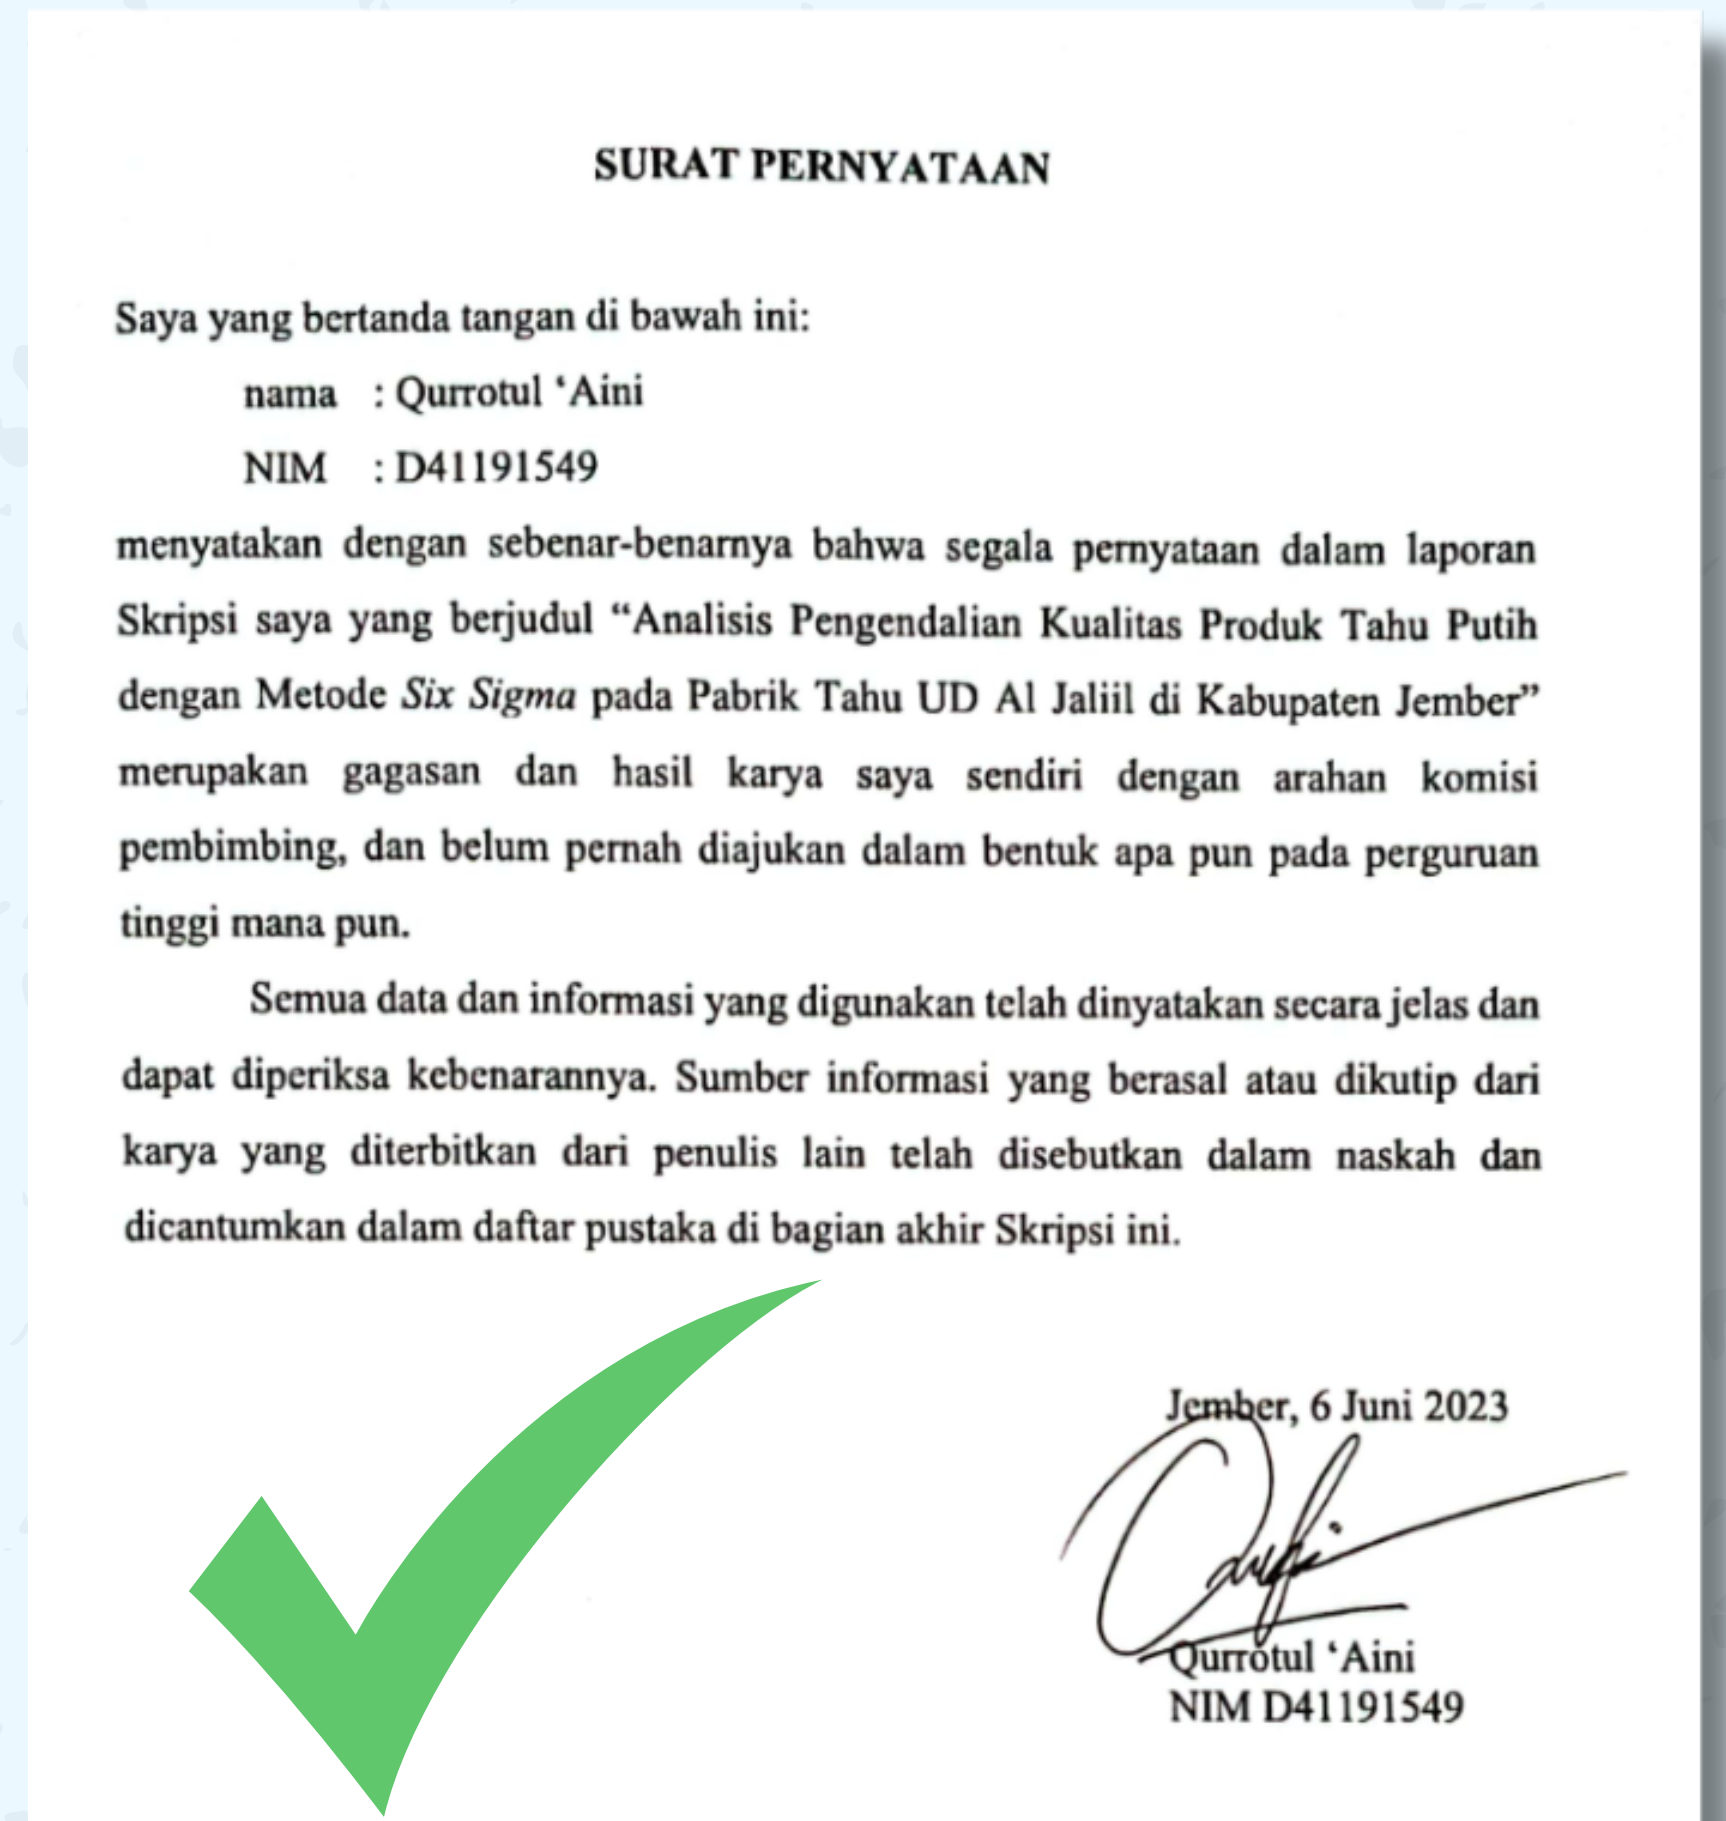 SURAT PERNYATAAN
Saya yang bertanda tangan di bawah ini:
nama : Qurrotul ‘Aini
NIM : D41191549
menyatakan dengan sebenar-benarnya bahwa segala pernyataan dalam laporan
Skripsi saya yang berjudul “Analisis Pengendalian Kualitas Produk Tahu Putih
dengan Metode Six Sigma pada Pabrik Tahu UD Al Jaliil di Kabupaten Jember”
merupakan gagasan dan hasil karya saya sendiri dengan arahan komisi
pembimbing, dan belum pernah diajukan dalam bentuk apa pun pada perguruan
tinggi mana pun.
Semua data dan informasi yang digunakan telah dinyatakan secara jelas dan
dapat diperiksa kebenarannya. Sumber informasi yang berasal atau dikutip dari
karya yang diterbitkan dari penulis lain telah disebutkan dalam naskah dan
dicantumkan dalam daftar pustaka di bagian akhir Skripsi ini.
Jember, 6 Juni 2023
Qurrotul ‘Aini
NIM D41191549